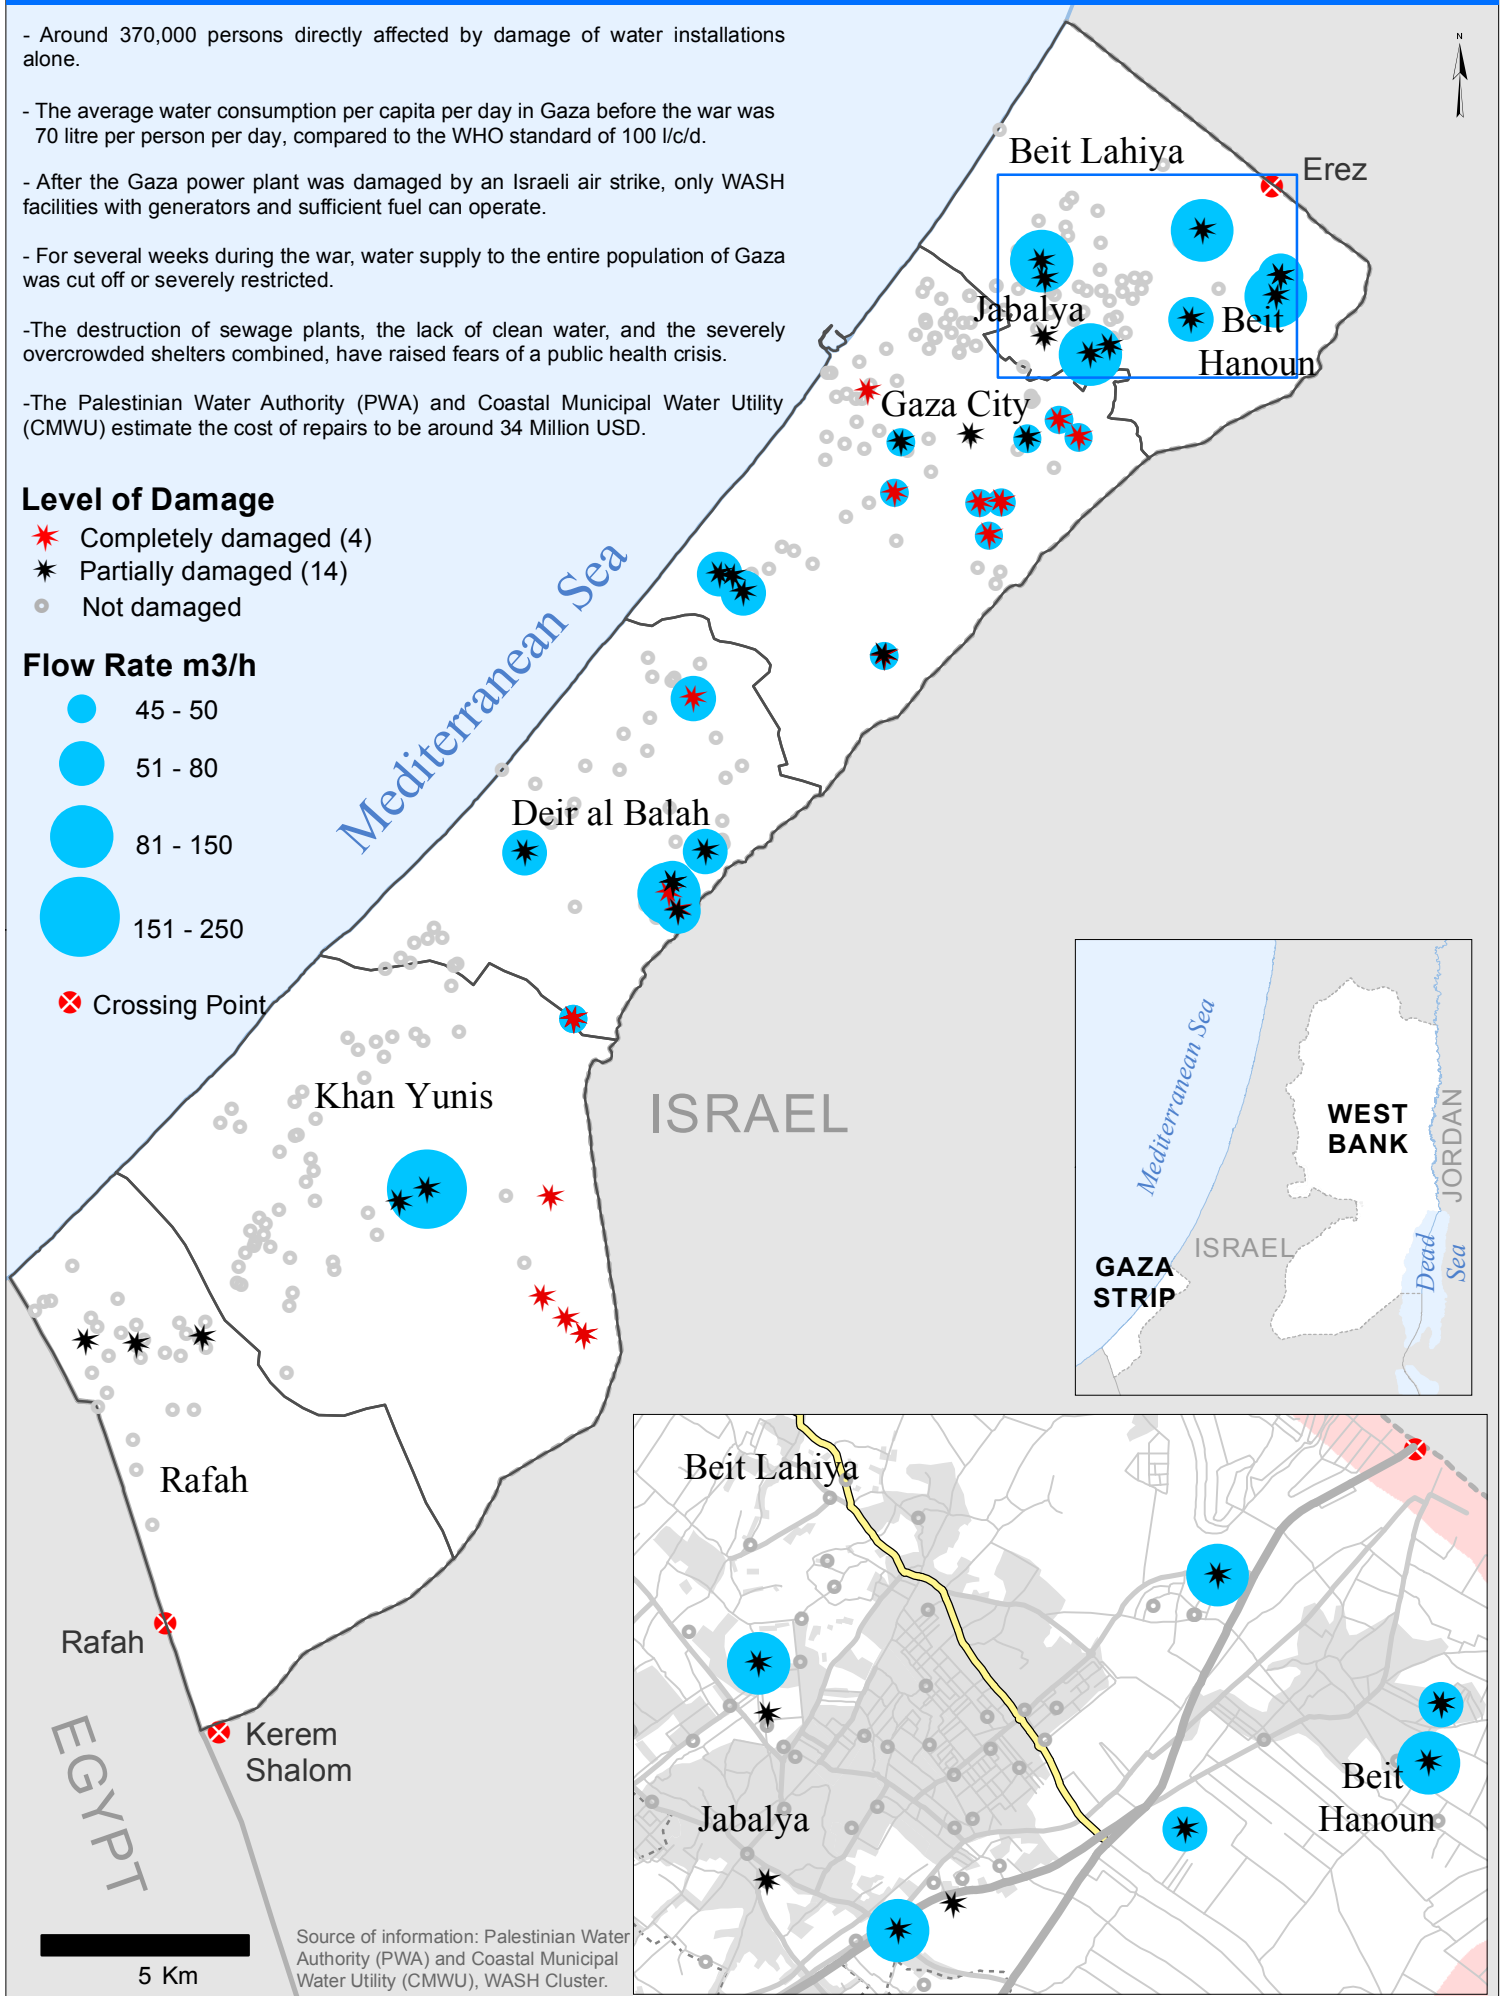 - Around 370,000 persons directly affected by damage of water installations
alone.
- The average water consumption per capita per day in Gaza before the war was
70 litre per person per day, compared to the WHO standard of 100 l/c/d.
- After the Gaza power plant was damaged by an Israeli air strike, only WASH
facilities with generators and sufficient fuel can operate.
- For several weeks during the war, water supply to the entire population of Gaza
was cut off or severely restricted.
-The destruction of sewage plants, the lack of clean water, and the severely
overcrowded shelters combined, have raised fears of a public health crisis.
-The Palestinian Water Authority (PWA) and Coastal Municipal Water Utility
(CMWU) estimate the cost of repairs to be around 34 Million USD.
Level of Damage
Completely damaged (4)
Partially damaged (14)
Not damaged
Flow Rate m3/h
45 - 50
51 - 80
81 - 150
151 - 250
Crossing Point
N
Beit Lahiya
Erez
Jabalya
Beit
Hanoun
Gaza City
Mediterranean Sea
Deir al Balah
Khan Yunis
ISRAEL
Rafah
Rafah
Kerem
Shalom
EGYPT
5 Km
Source of information: Palestinian Water
Authority (PWA) and Coastal Municipal
Water Utility (CMWU), WASH Cluster.
Mediterranean Sea
WEST
BANK
JORDAN
ISRAEL
Dead
Sea
GAZA
STRIP
Beit Lahiya
Jabalya
Beit
Hanoun